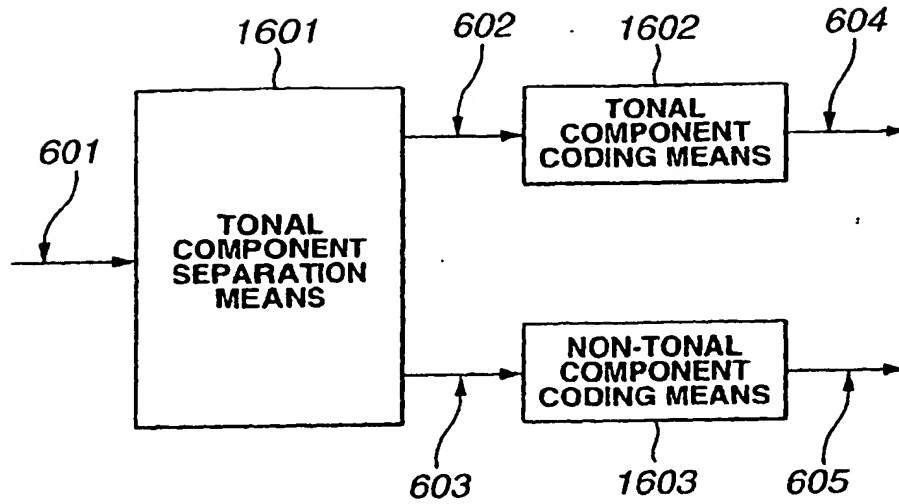 1601
602
1602
604
601
TONAL
COMPONENT
SEPARATION
MEANS
TONAL
COMPONENT
CODING MEANS
NON-TONAL
COMPONENT
CODING MEANS
603
1603
605